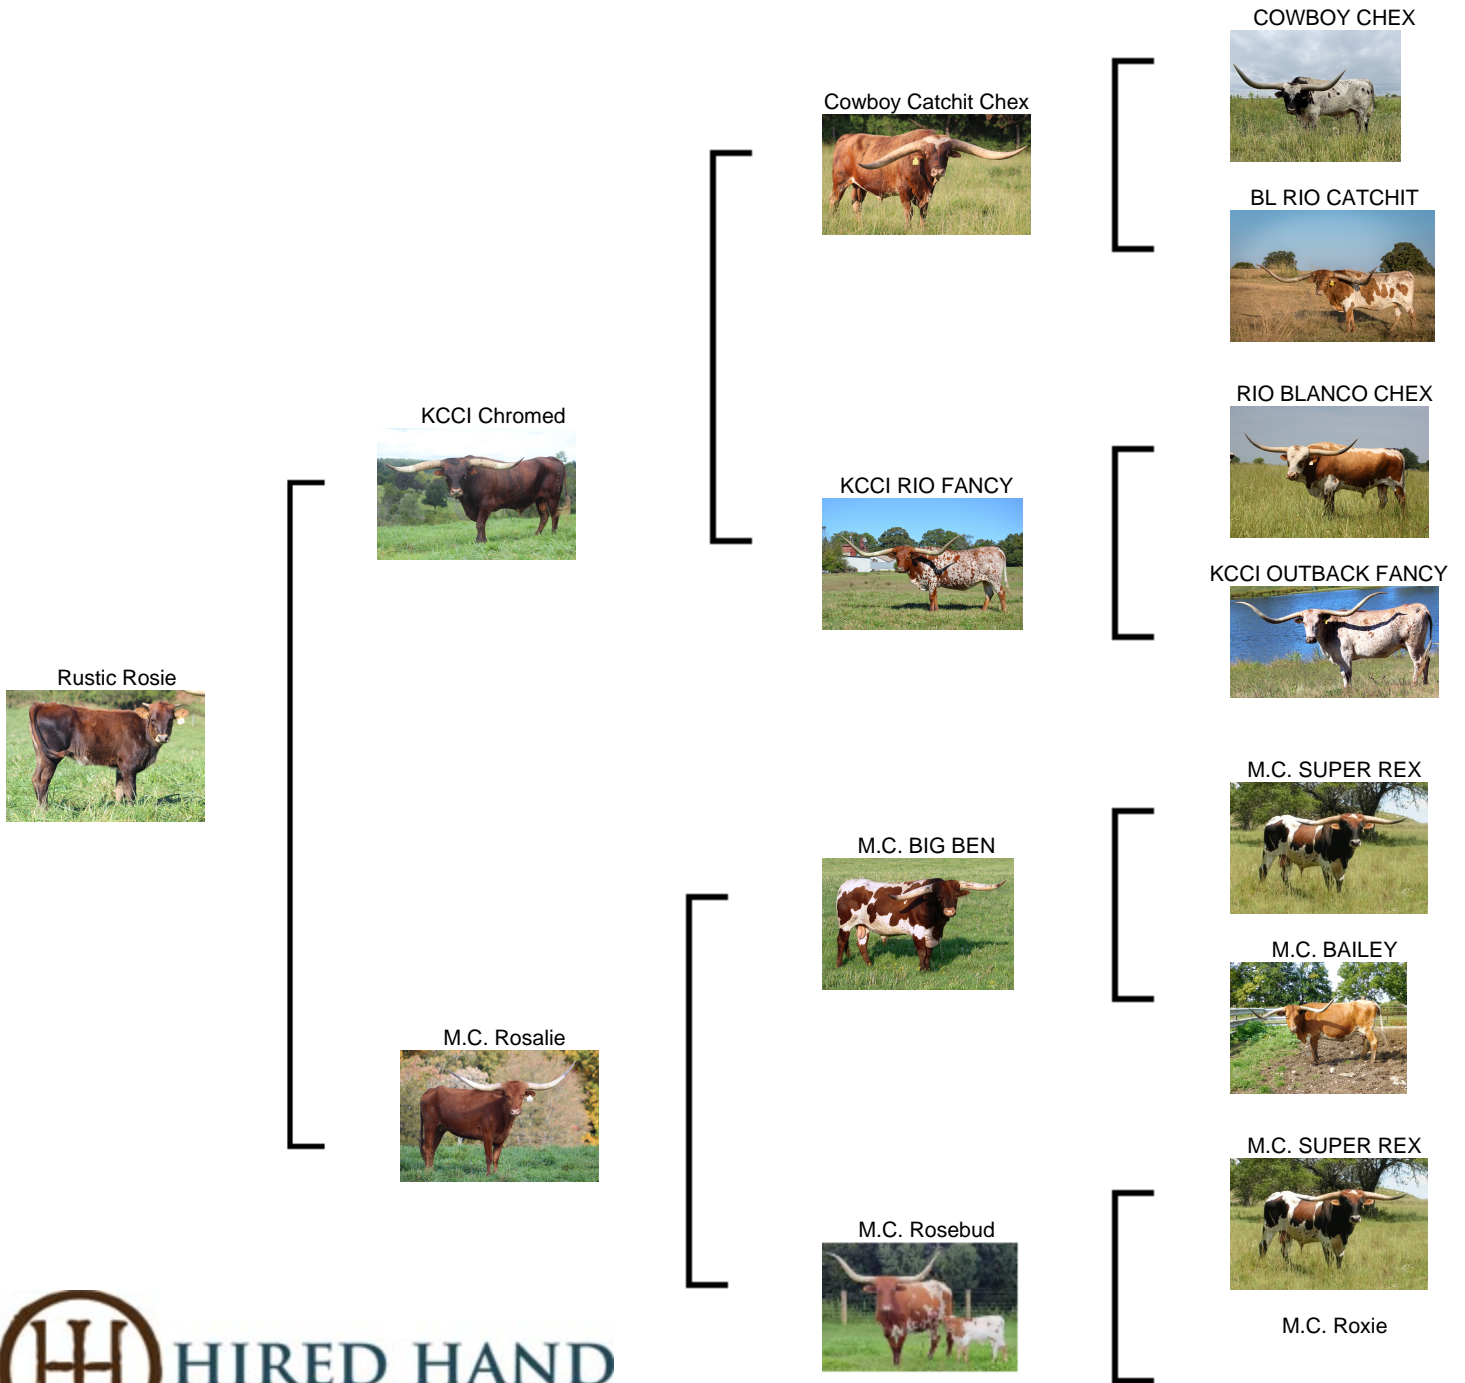 COWBOY CHEX
Cowboy Catchit Chex
BL RIO CATCHIT
RIO BLANCO CHEX
KCCI Chromed
KCCI RIO FANCY
KCCI OUTBACK FANCY
Rustic Rosie
M.C. SUPER REX
M.C. BIG BEN
M.C. BAILEY
M.C. Rosalie
M.C. SUPER REX
M.C. Rosebud
M.C. Roxie
HIRED HAND